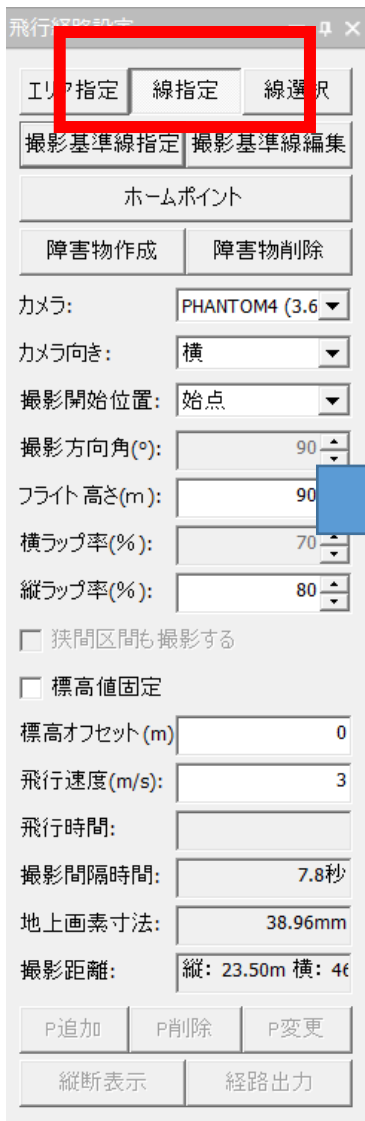 飛行経路設定
エリア指定 線指定 線選択
撮影基準線指定 撮影基準線編集
ホームポイント
障害物作成 障害物削除
カメラ: PHANTOM4 (3.6
カメラ向き: 横
撮影開始位置: 始点
撮影方向角(°): 90
フライト高さ(m): 90
横ラップ率(%): 70
縦ラップ率(%): 80
狭間区間も撮影する
標高値固定
標高オフセット(m) 0
飛行速度(m/s): 3
飛行時間:
撮影間隔時間: 7.8秒
地上画素寸法: 38.96mm
撮影距離: 縦: 23.50m 横: 46
P追加 P削除 P変更
縦断表示 経路出力